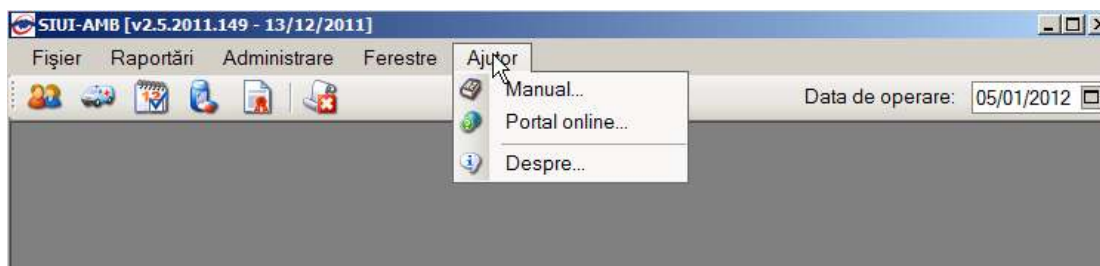 SIUI-AMB [v2.5.2011.149 - 13/12/2011]
Fişier Raportări Administrare Ferestre Ajutor
Manual...
Portal online...
Despre...
Data de operare: 05/01/2012
12